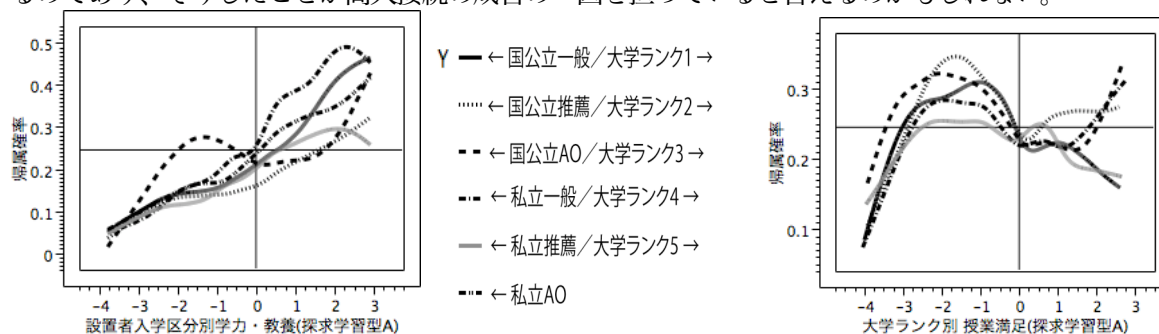 るのであり、そうしたことが高大接続の成否の一 を担っていると言えるのかもしれない。
0.5
0.4
0.3
0.2
0.1
0
帰属確率
-4 -3 -2 -1 0 1 2 3
設置者入学区分別学力・教養(探求学習型A)
Y ←国公立一般／大学ランク1→
←国公立推薦／大学ランク2→
←国公立AO／大学ランク3→
←私立一般／大学ランク4→
←私立推薦／大学ランク5→
←私立AO
0.3
0.2
0.1
帰属確率
-4 -3 -2 -1 0 1 2 3
大学ランク別 授業満足(探求学習型A)